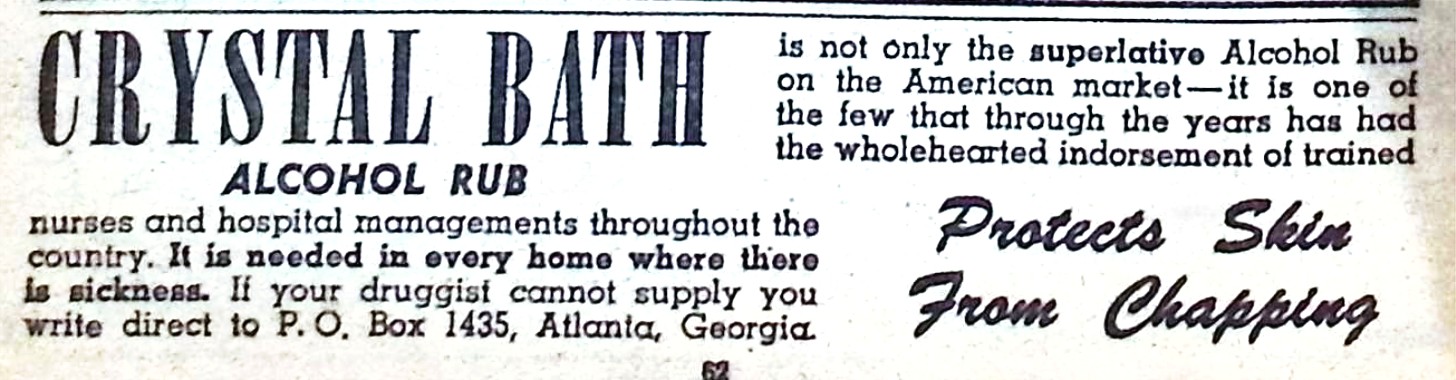 CRYSTAL BATH
ALCOHOL RUB
is not only the superlative Alcohol Rub
on the American market—it is one of
the few that through the years has had
the wholehearted indorsement of trained
nurses and hospital managements throughout the
country. It is needed in every home where there
is sickness. If your druggist cannot supply you
write direct to P. O. Box 1435, Atlanta, Georgia.
Protects Skin
From Chapping
62